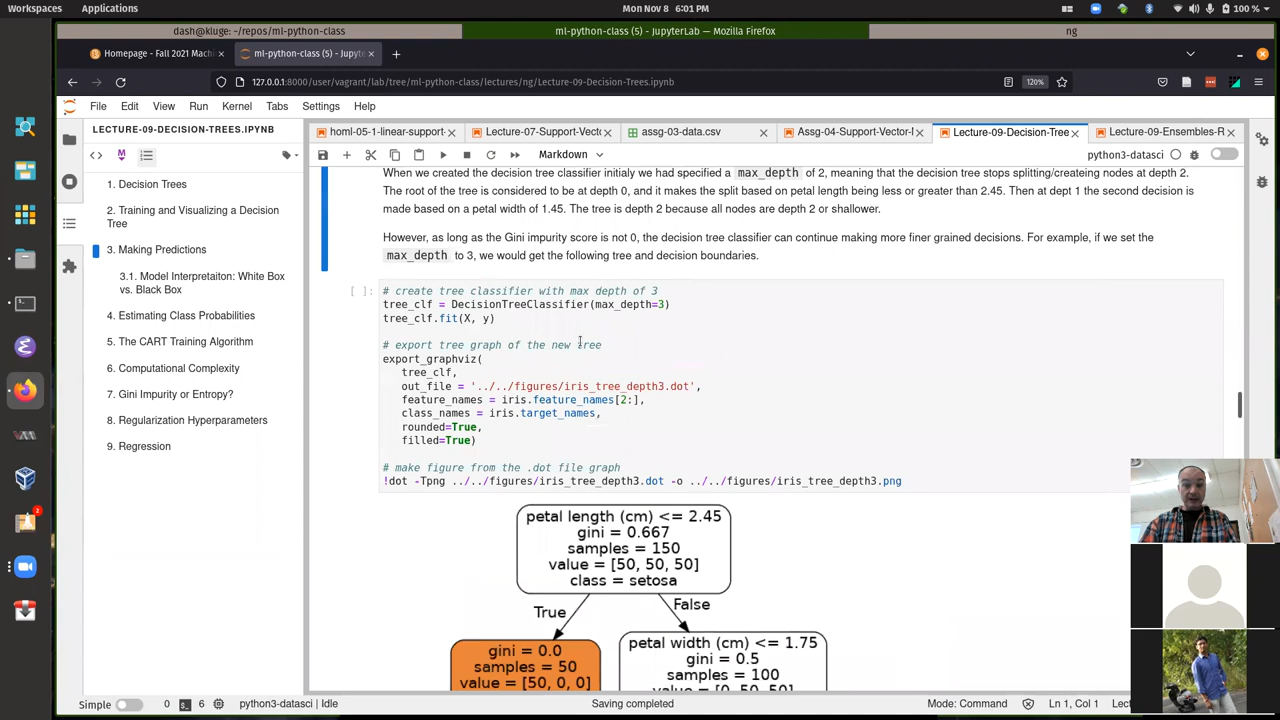 Workspaces Applications Mon Nov 8 6:01 PM 100 %
dash@kluge: ~/repos/ml-python-class ml-python-class (5) - JupyterLab — Mozilla Firefox ng
Homepage - Fall 2021 Machi ml-python-class (5) - Jupyte
127.0.0.1:8000/user/vagrant/lab/tree/ml-python-class/lectures/ng/Lecture-09-Decision-Trees.ipynb 120%
File Edit View Run Kernel Tabs Settings Help
LECTURE-09-DECISION-TREES.IPYNB
homl-05-1-linear-support- Lecture-07-Support-Vect assg-03-data.csv Assg-04-Support-Vector-I Lecture-09-Decision-Tree Lecture-09-Ensembles-R
Markdown python3-datasci
1. Decision Trees
2. Training and Visualizing a Decision
Tree
3. Making Predictions
3.1. Model Interpretaiton: White Box
vs. Black Box
4. Estimating Class Probabilities
5. The CART Training Algorithm
6. Computational Complexity
7. Gini Impurity or Entropy?
8. Regularization Hyperparameters
9. Regression
When we created the decision tree classifier initialy we had specified a max_depth of 2, meaning that the decision tree stops splitting/createing nodes at depth 2.
The root of the tree is considered to be at depth 0, and it makes the split based on petal length being less or greater than 2.45. Then at dept 1 the second decision is
made based on a petal width of 1.45. The tree is depth 2 because all nodes are depth 2 or shallower.
However, as long as the Gini impurity score is not 0, the decision tree classifier can continue making more finer grained decisions. For example, if we set the
max_depth to 3, we would get the following tree and decision boundaries.
[ ]: # create tree classifier with max depth of 3
tree_clf = DecisionTreeClassifier(max_depth=3)
tree_clf.fit(X, y)
# export tree graph of the new tree
export_graphviz(
tree_clf,
out_file = '../../figures/iris_tree_depth3.dot',
feature_names = iris.feature_names[2:],
class_names = iris.target_names,
rounded=True,
filled=True)
# make figure from the .dot file graph
!dot -Tpng ../../figures/iris_tree_depth3.dot -o ../../figures/iris_tree_depth3.png
petal length (cm) <= 2.45
gini = 0.667
samples = 150
value = [50, 50, 50]
class = setosa
True False
gini = 0.0
samples = 50
value = [50, 0, 0]
petal width (cm) <= 1.75
gini = 0.5
samples = 100
value = [0, 50, 50]
Simple 0 6 python3-datasci | Idle Saving completed Mode: Command Ln 1, Col 1 Lect